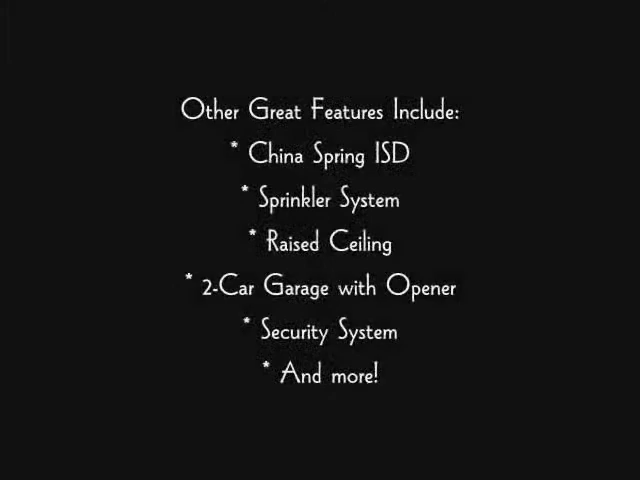 Other Great Features Include:
* China Spring ISD
* Sprinkler System
* Raised Ceiling
* 2-Car Garage with Opener
* Security System
* And more!